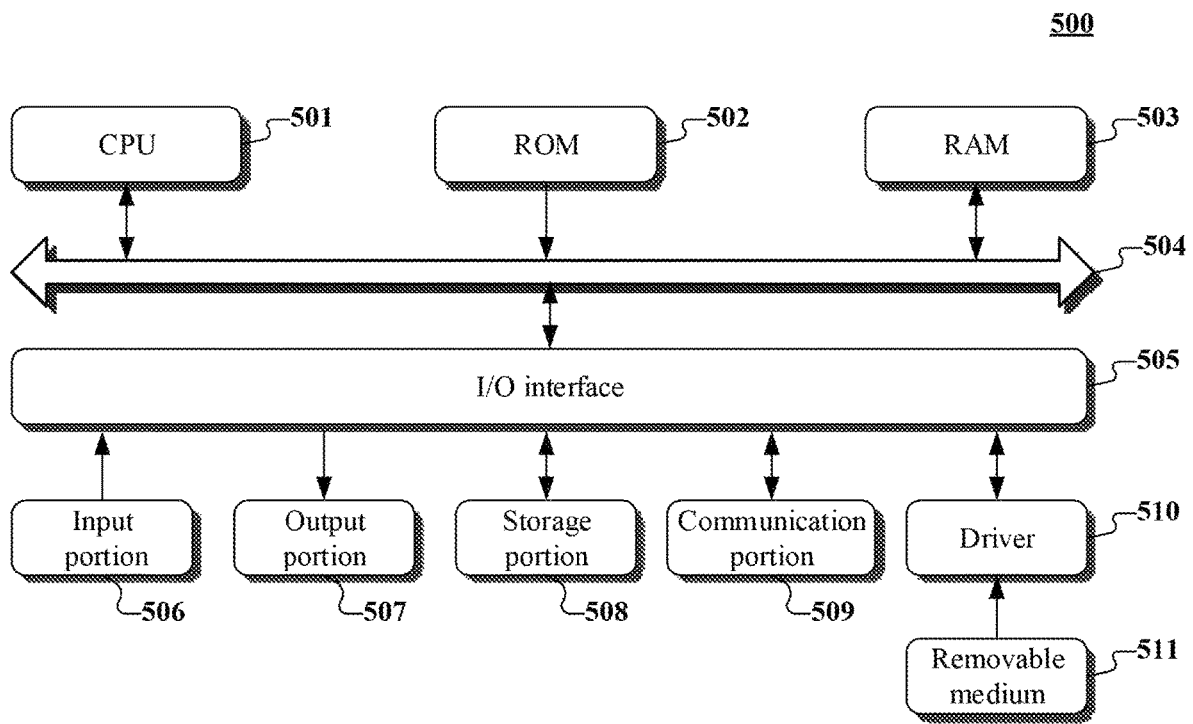 500
CPU
501
ROM
502
RAM
503
504
I/O interface
505
Input
portion
506
Output
portion
507
Storage
portion
508
Communication
portion
509
Driver
510
Removable
medium
511